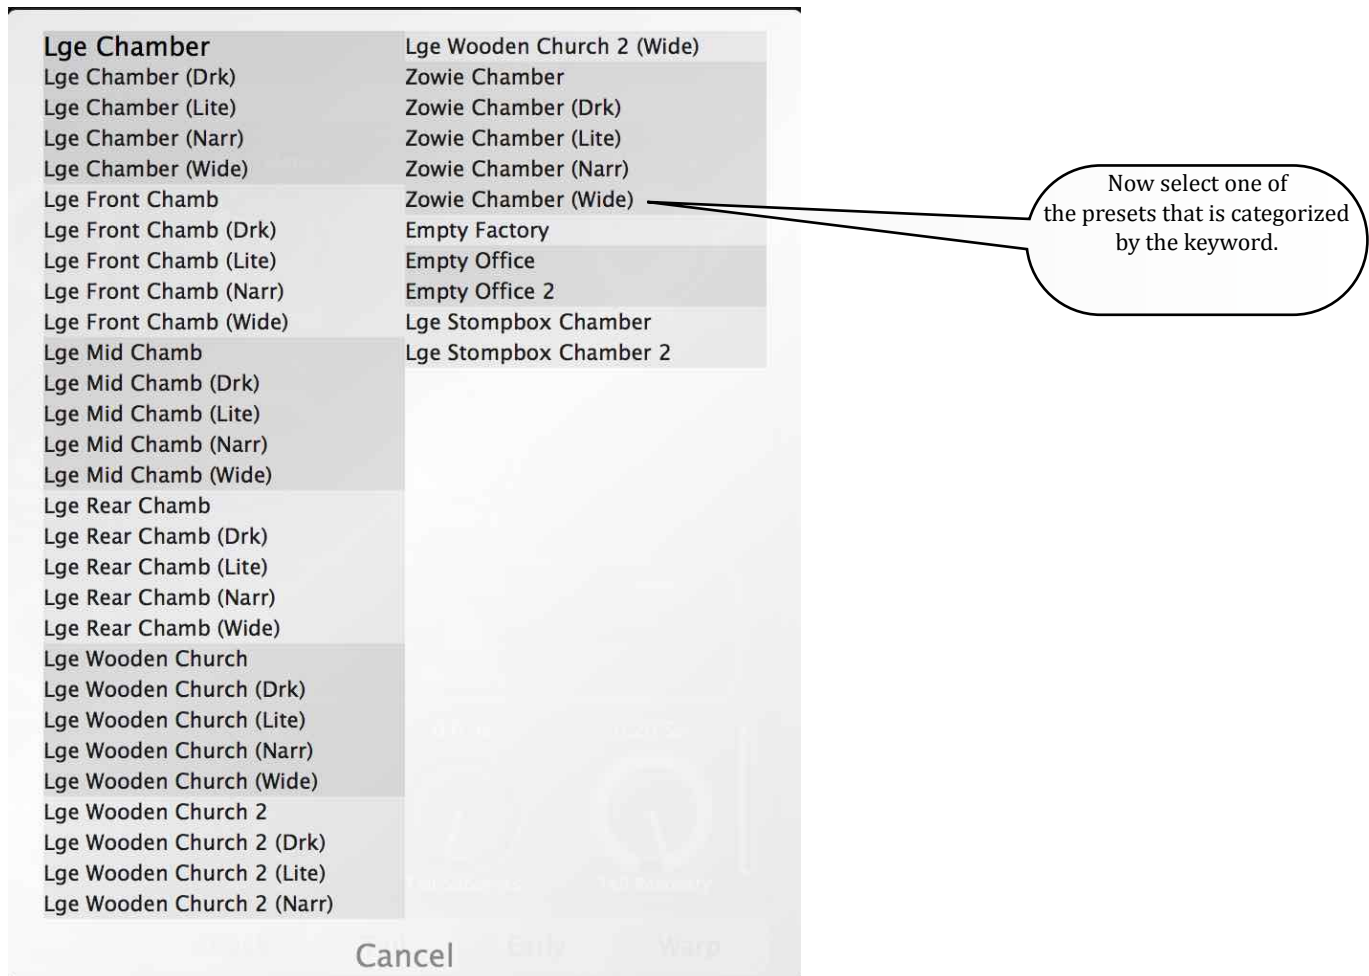 Lge Chamber
Lge Chamber (Drk)
Lge Chamber (Lite)
Lge Chamber (Narr)
Lge Chamber (Wide)
Lge Front Chamb
Lge Front Chamb (Drk)
Lge Front Chamb (Lite)
Lge Front Chamb (Narr)
Lge Front Chamb (Wide)
Lge Mid Chamb
Lge Mid Chamb (Drk)
Lge Mid Chamb (Lite)
Lge Mid Chamb (Narr)
Lge Mid Chamb (Wide)
Lge Rear Chamb
Lge Rear Chamb (Drk)
Lge Rear Chamb (Lite)
Lge Rear Chamb (Narr)
Lge Rear Chamb (Wide)
Lge Wooden Church
Lge Wooden Church (Drk)
Lge Wooden Church (Lite)
Lge Wooden Church (Narr)
Lge Wooden Church (Wide)
Lge Wooden Church 2
Lge Wooden Church 2 (Drk)
Lge Wooden Church 2 (Lite)
Lge Wooden Church 2 (Narr)
Lge Wooden Church 2 (Wide)
Zowie Chamber
Zowie Chamber (Drk)
Zowie Chamber (Lite)
Zowie Chamber (Narr)
Zowie Chamber (Wide)
Empty Factory
Empty Office
Empty Office 2
Lge Stompbox Chamber
Lge Stompbox Chamber 2
Cancel
Early
Warp
Now select one of
the presets that is categorized
by the keyword.